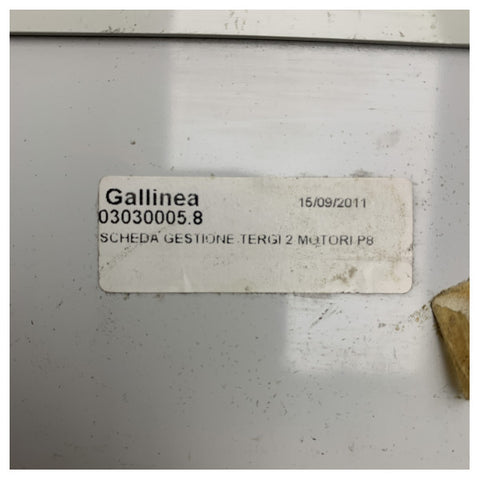 Gallinea 15/09/2011
03030005.8
SCHEDA GESTIONE TERGI 2 MOTORI P8